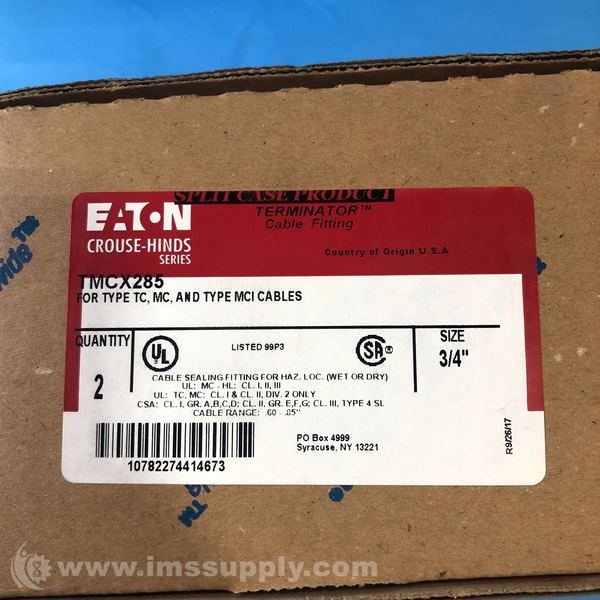 SPLIT CASE PRODUCT
EATON
CROUSE-HINDS
SERIES
TERMINATOR™
Cable Fitting
Country of Origin U.S.A
TMCX285
FOR TYPE TC, MC, AND TYPE MCI CABLES
QUANTITY
2
UL
LISTED 99P3
SA
SIZE
3/4"
CABLE SEALING FITTING FOR HAZ. LOC. (WET OR DRY)
UL: MC - HL: CL. I, II, III
UL: TC, MC: CL. I & CL. II, DIV. 2 ONLY
CSA: CL. I, GR. A,B,C,D; CL. II, GR. E,F,G; CL. III, TYPE 4 SL
CABLE RANGE: .60 - .85"
10782274414673
PO Box 4999
Syracuse, NY 13221
R9/26/17
© www.imssupply.com/